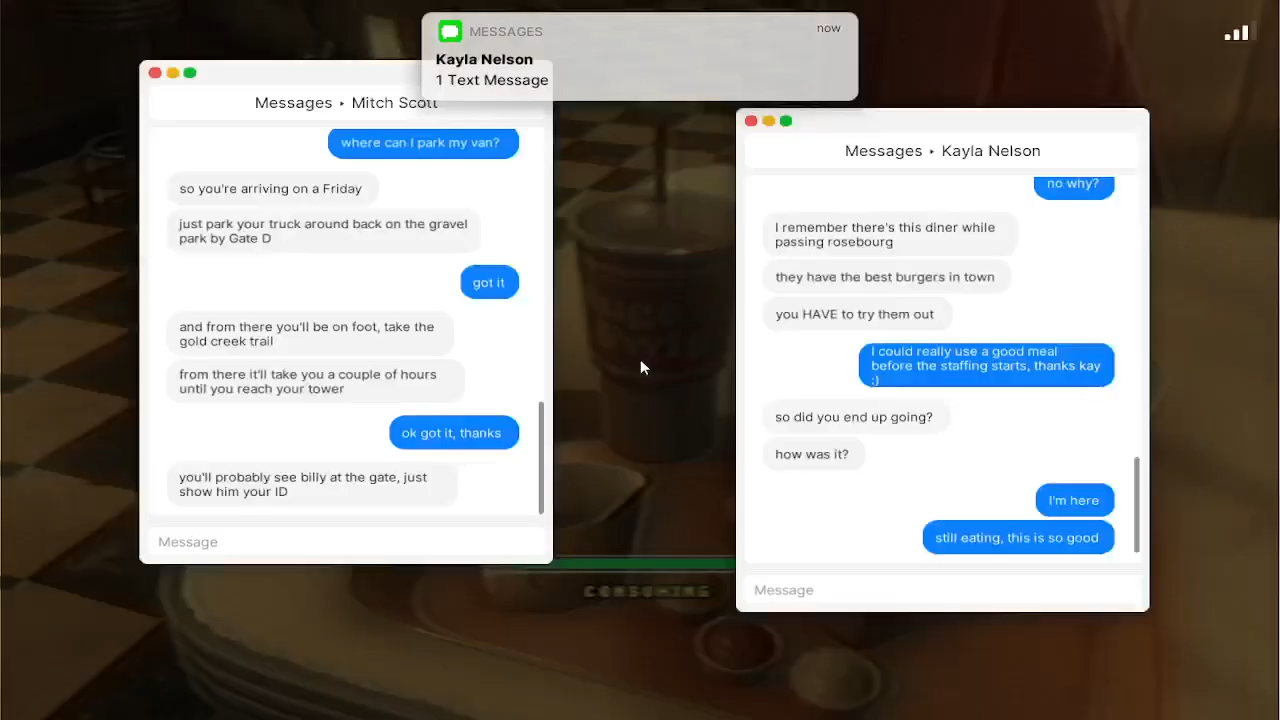 MESSAGES
now
Kayla Nelson
1 Text Message
Messages ‣ Mitch Scott
where can I park my van?
so you're arriving on a Friday
just park your truck around back on the gravel
park by Gate D
got it
and from there you'll be on foot, take the
gold creek trail
from there it'll take you a couple of hours
until you reach your tower
ok got it, thanks
you'll probably see billy at the gate, just
show him your ID
Message
Messages ‣ Kayla Nelson
no why?
I remember there's this diner while
passing rosebourg
they have the best burgers in town
you HAVE to try them out
I could really use a good meal
before the staffing starts, thanks kay
:)
so did you end up going?
how was it?
I'm here
still eating, this is so good
Message
CONSUMING